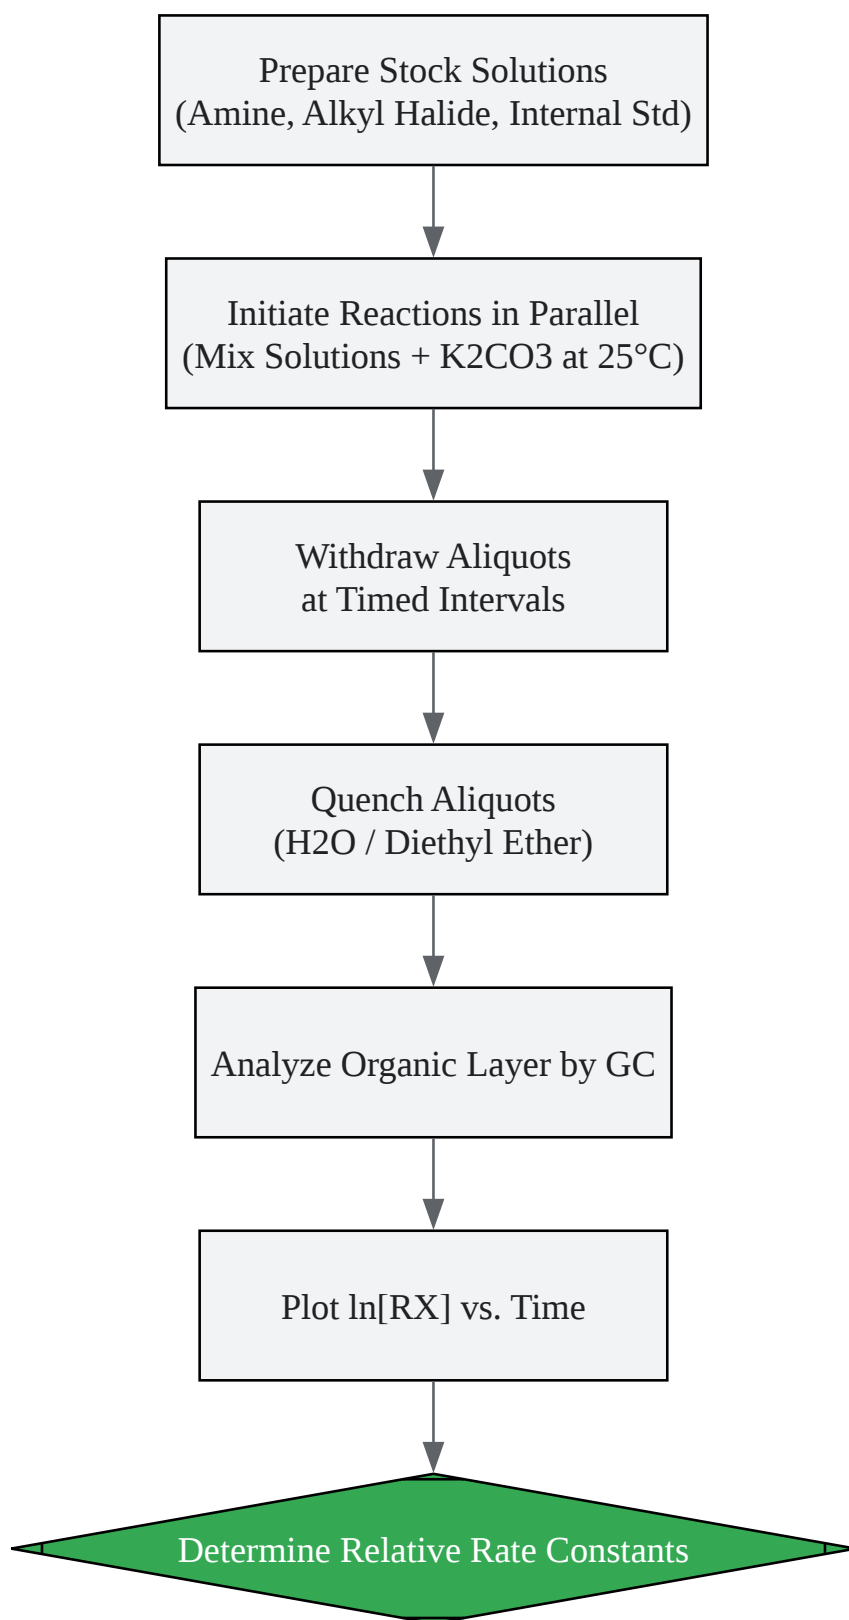 Prepare Stock Solutions
(Amine, Alkyl Halide, Internal Std)
Initiate Reactions in Parallel
(Mix Solutions + K2CO3 at 25°C)
Withdraw Aliquots
at Timed Intervals
Quench Aliquots
(H2O / Diethyl Ether)
Analyze Organic Layer by GC
Plot ln[RX] vs. Time
Determine Relative Rate Constants